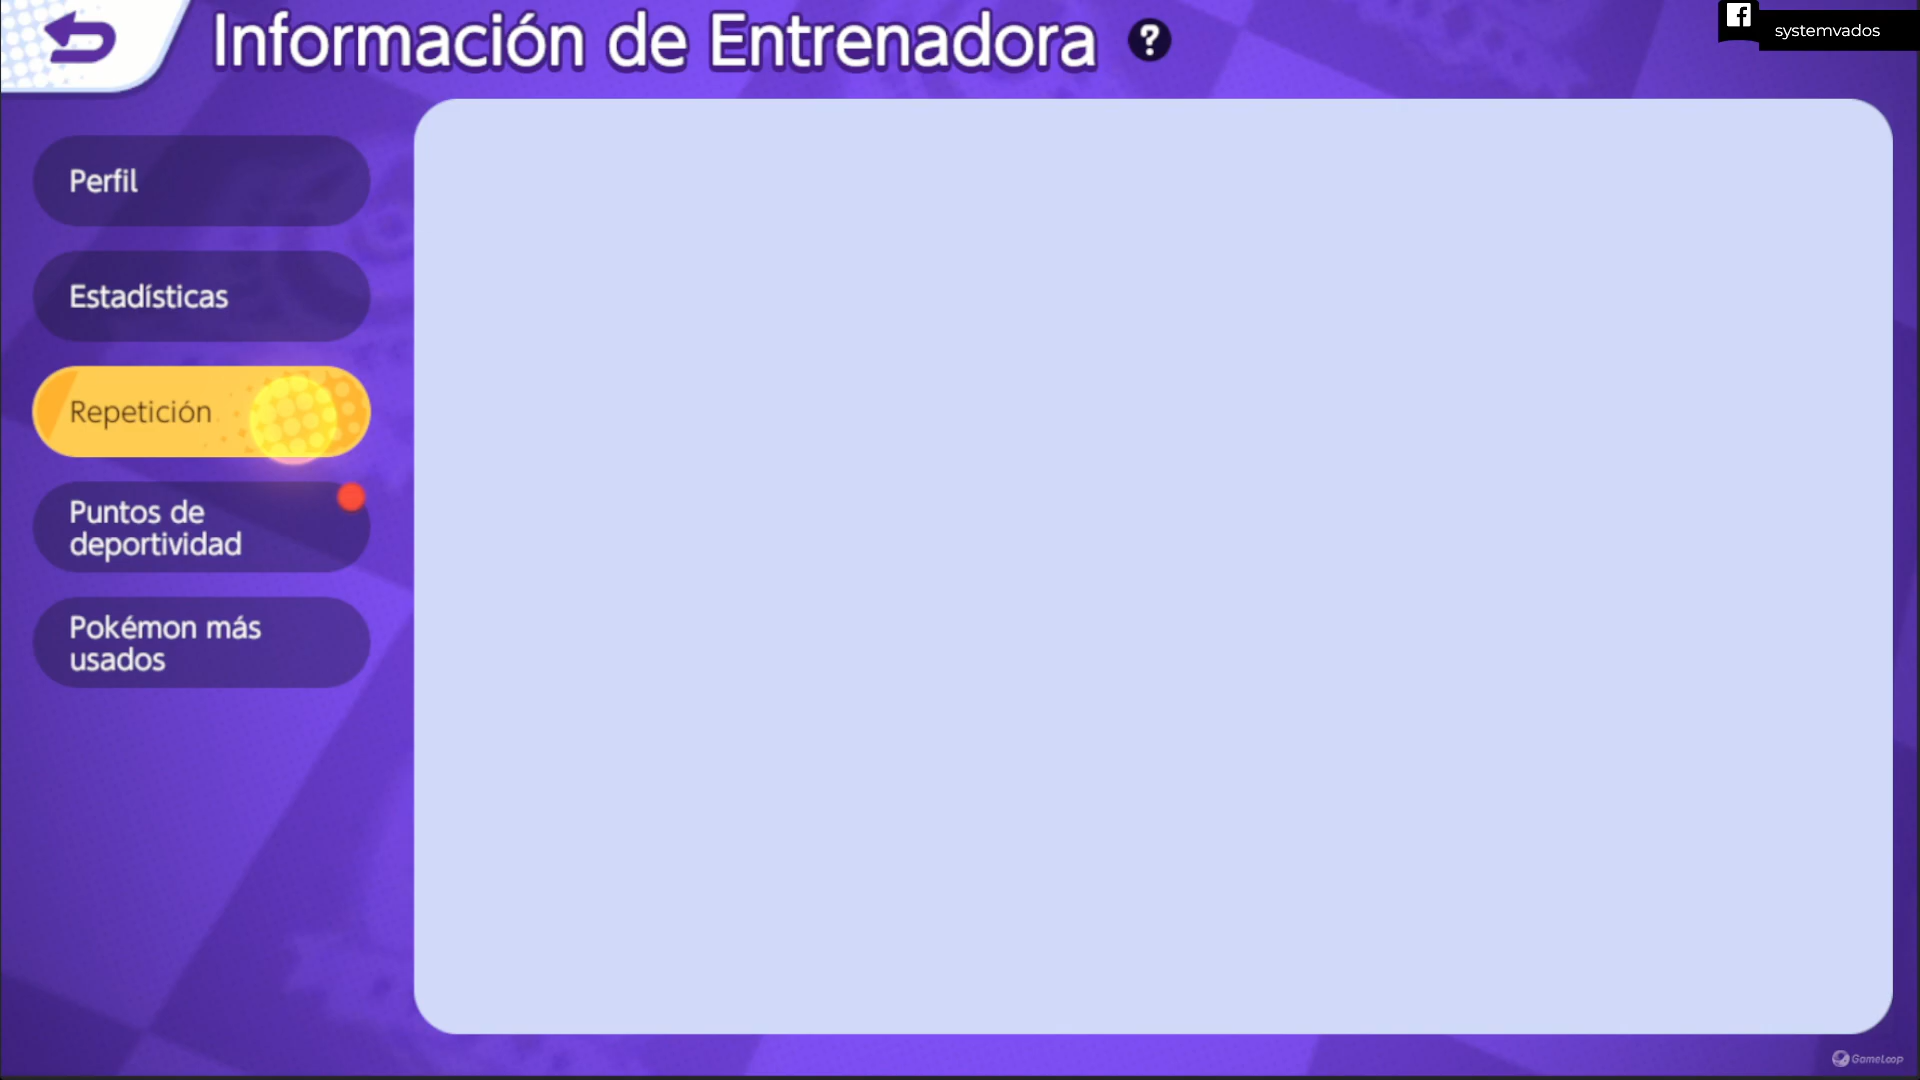 Información de Entrenadora ?
systemvados
Perfil
Estadísticas
Repetición
Puntos de
deportividad
Pokémon más
usados
GameLoop